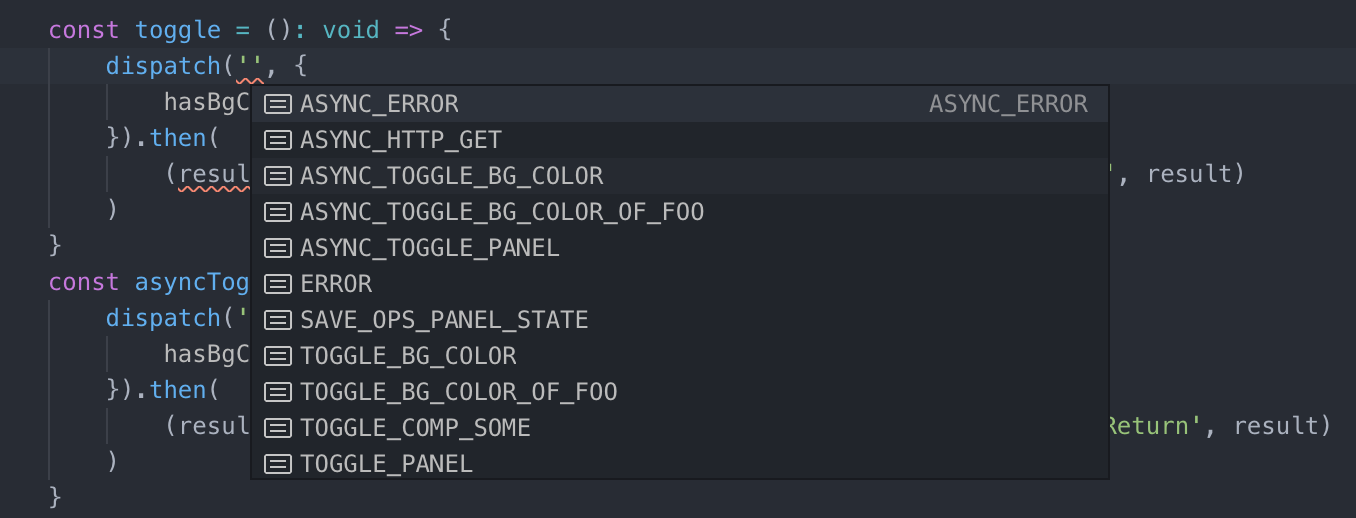 const toggle = (): void => {
dispatch('', {
hasBgC
ASYNC_ERROR ASYNC_ERROR
}).then(
ASYNC_HTTP_GET
(resul
ASYNC_TOGGLE_BG_COLOR
', result)
)
ASYNC_TOGGLE_BG_COLOR_OF_FOO
}
ASYNC_TOGGLE_PANEL
const asyncTog
ERROR
dispatch('
SAVE_OPS_PANEL_STATE
hasBgC
TOGGLE_BG_COLOR
}).then(
TOGGLE_BG_COLOR_OF_FOO
(resul
TOGGLE_COMP_SOME
Return', result)
)
TOGGLE_PANEL
}